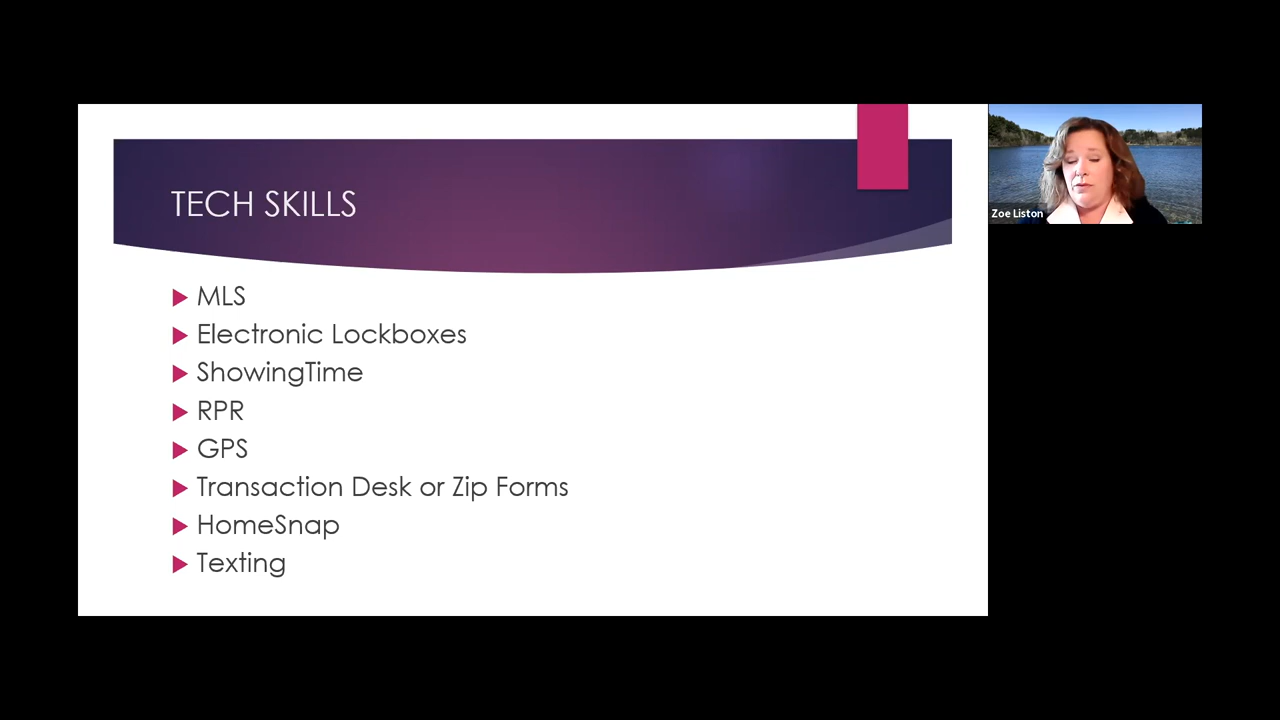 TECH SKILLS
MLS
Electronic Lockboxes
ShowingTime
RPR
GPS
Transaction Desk or Zip Forms
HomeSnap
Texting
Zoe Liston